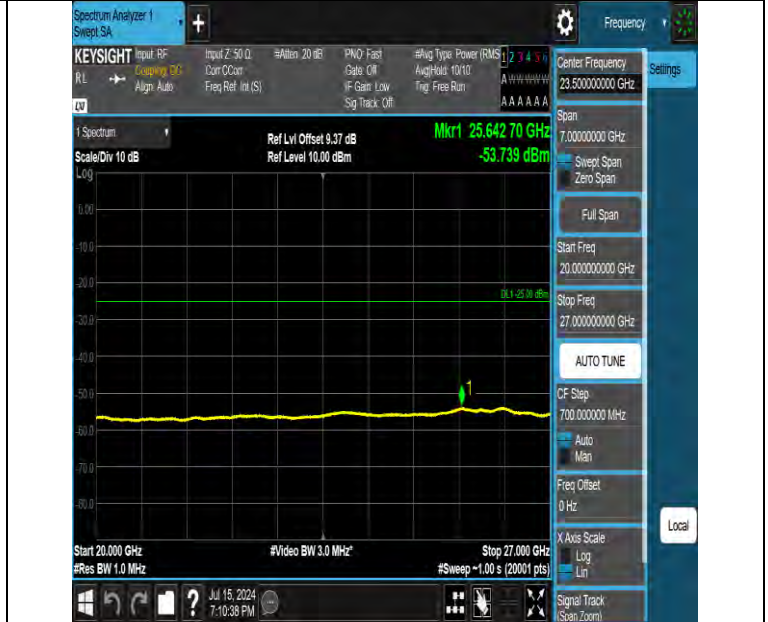 Spectrum Analyzer 1
Swept SA
+
Frequency
KEYSIGHT
Input: RF
Coupling: DC
Align: Auto
RL
Input Z: 50 Ω
Corr CCorr
Freq Ref: Int (S)
#Atten: 20 dB
PNO: Fast
Gate: Off
IF Gain: Low
Sig Track: Off
#Avg Type: Power (RMS
Avg|Hold: 10/10
Trig: Free Run
1 2 3 4 5 6
A W W W W W
A A A A A A
LXI
1 Spectrum
Scale/Div 10 dB
Log
Ref Lvl Offset 9.37 dB
Ref Level 10.00 dBm
Mkr1 25.642 70 GHz
-53.739 dBm
0.00
-10.0
-20.0
-30.0
-40.0
-50.0
-60.0
-70.0
-80.0
DL1 -25.00 dBm
1
Start 20.000 GHz
#Res BW 1.0 MHz
#Video BW 3.0 MHz*
Stop 27.000 GHz
#Sweep ~1.00 s (20001 pts)
Center Frequency
23.500000000 GHz
Settings
Span
7.00000000 GHz
Swept Span
Zero Span
Full Span
Start Freq
20.000000000 GHz
Stop Freq
27.000000000 GHz
AUTO TUNE
CF Step
700.000000 MHz
Auto
Man
Freq Offset
0 Hz
X Axis Scale
Log
Lin
Local
Signal Track
(Span Zoom)
?
Jul 15, 2024
7:10:38 PM